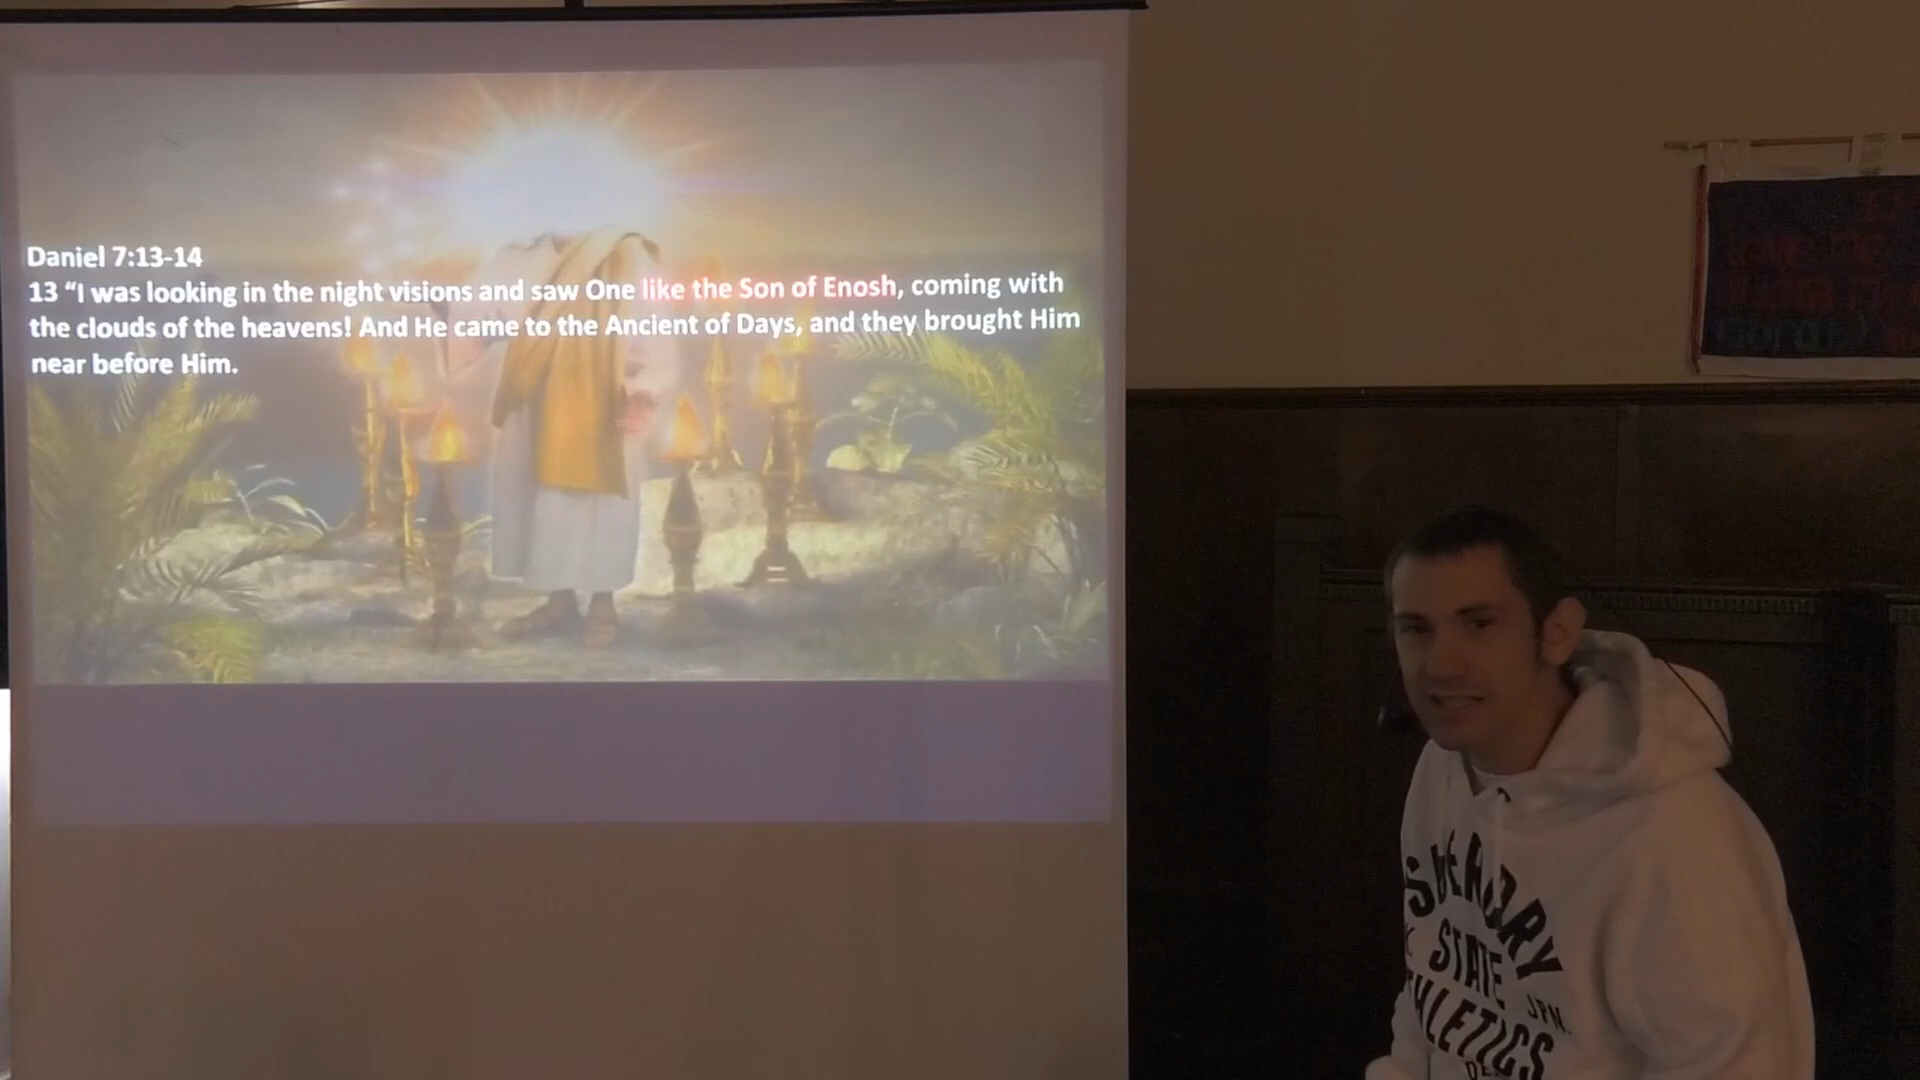 Daniel 7:13-14
13 “I was looking in the night visions and saw One like the Son of Enosh, coming with
the clouds of the heavens! And He came to the Ancient of Days, and they brought Him
near before Him.
STATE
JPN.